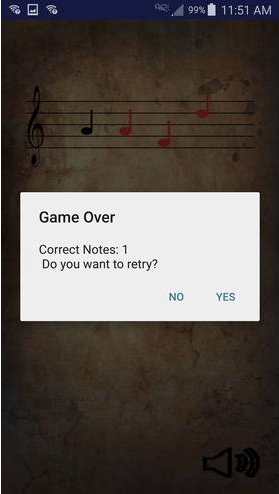 99% 11:51 AM
Game Over
Correct Notes: 1
Do you want to retry?
NO YES